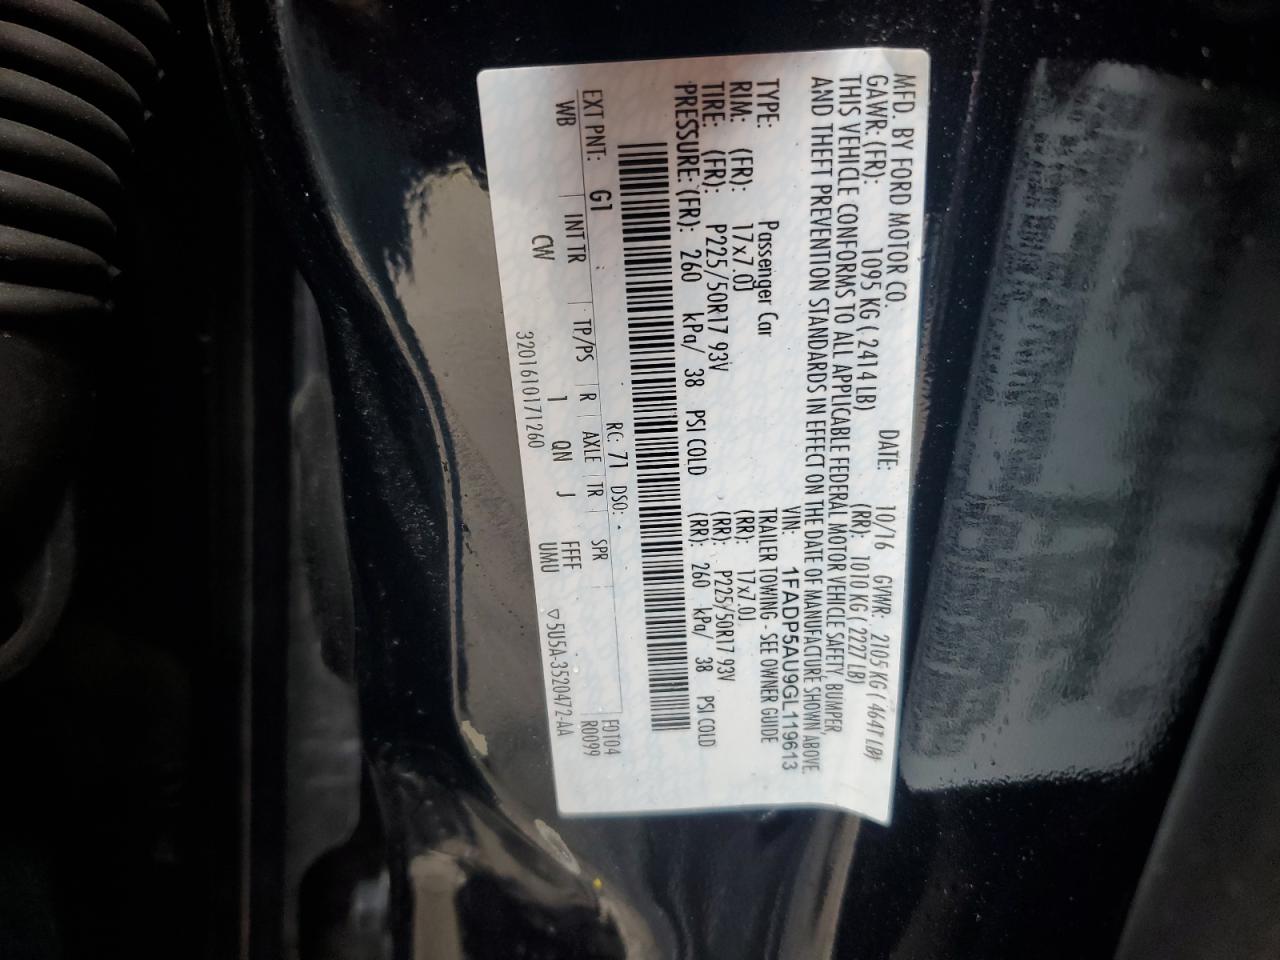 MFD. BY FORD MOTOR CO. DATE: 10/16 GVWR: 2105 KG ( 4641 LB)
GAWR: (FR): 1095 KG ( 2414 LB) (RR): 1010 KG ( 2227 LB)
THIS VEHICLE CONFORMS TO ALL APPLICABLE FEDERAL MOTOR VEHICLE SAFETY, BUMPER,
AND THEFT PREVENTION STANDARDS IN EFFECT ON THE DATE OF MANUFACTURE SHOWN ABOVE.
VIN: 1FADP5AU9GL119613
TYPE: Passenger Car TRAILER TOWING - SEE OWNER GUIDE
RIM: (FR): 17x7.0J (RR): 17x7.0J
TIRE: (FR): P225/50R17 93V (RR): P225/50R17 93V
PRESSURE: (FR): 260 kPa/ 38 PSI COLD (RR): 260 kPa/ 38 PSI COLD
EXT PNT: G1 RC: 71 DSO: F0T04
WB INT TR TP/PS R AXLE TR SPR R0099
CW 1 QN J FFF
3201610171260 UMU ▽5U5A-3520472-AA